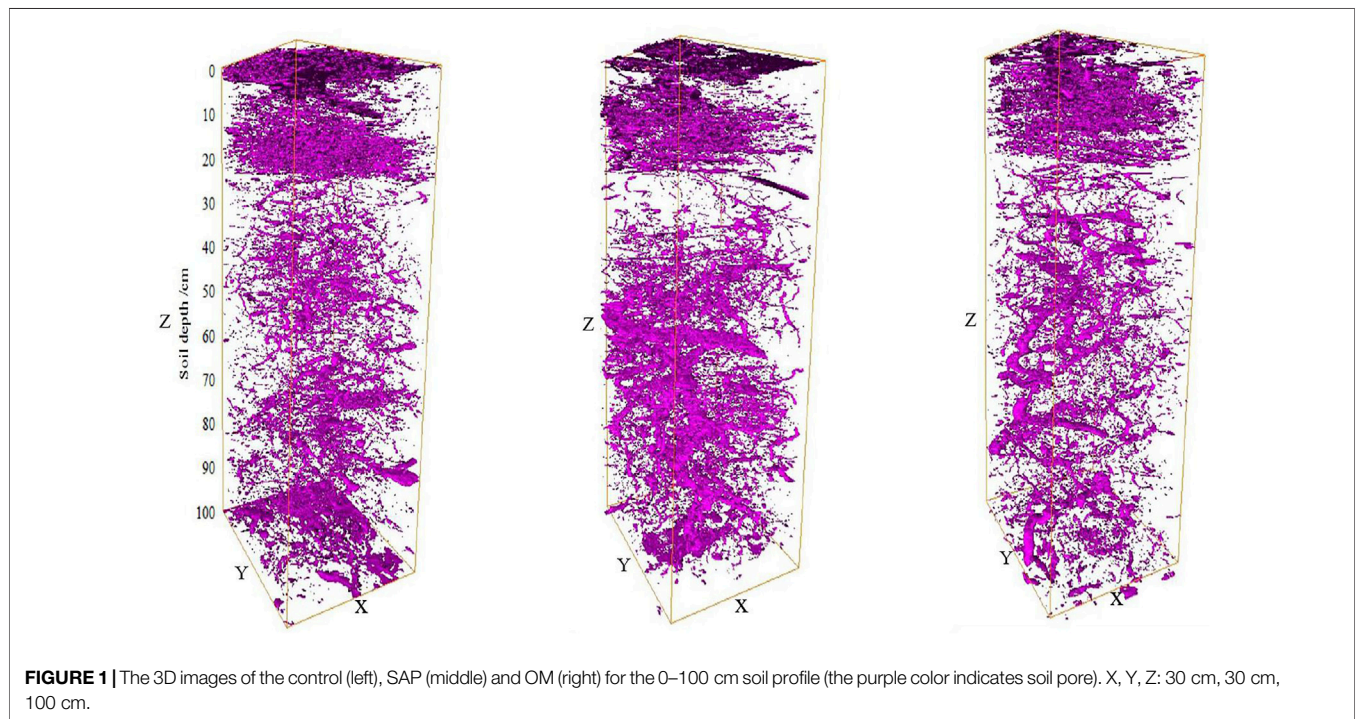 0
10
20
30
40
50
60
70
80
90
100
Z
Soil depth /cm
Y
X
Z
Y
X
Z
Y
X
FIGURE 1 | The 3D images of the control (left), SAP (middle) and OM (right) for the 0–100 cm soil profile (the purple color indicates soil pore). X, Y, Z: 30 cm, 30 cm,
100 cm.